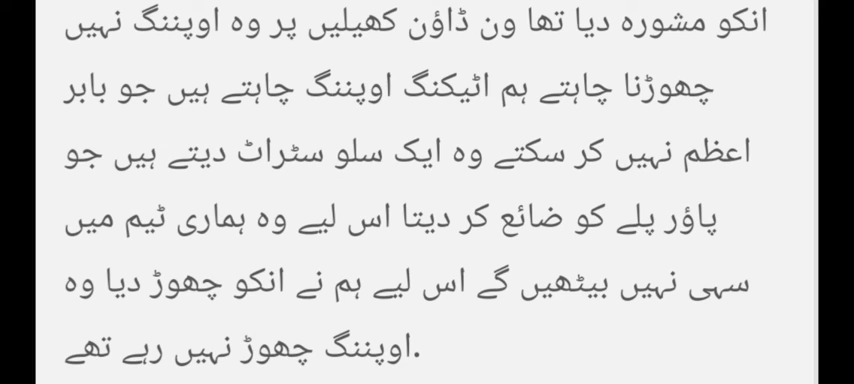 انکو مشورہ دیا تھا ون ڈاؤن کھیلیں پر وہ اوپننگ نہیں
چھوڑنا چاہتے ہم اٹیکنگ اوپننگ چاہتے ہیں جو بابر
اعظم نہیں کر سکتے وہ ایک سلو سٹراٹ دیتے ہیں جو
پاؤر پلے کو ضائع کر دیتا اس لیے وہ ہماری ٹیم میں
سہی نہیں بیٹھیں گے اس لیے ہم نے انکو چھوڑ دیا وہ
اوپننگ چھوڑ نہیں رہے تھے.